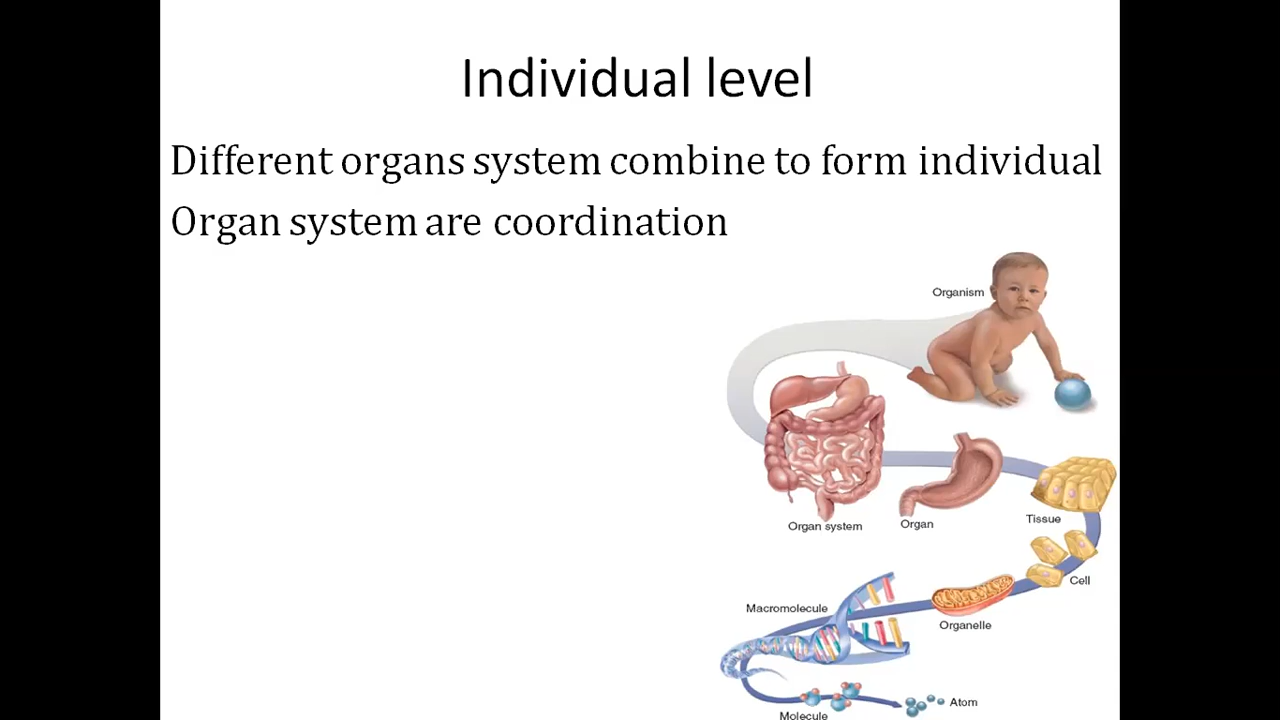 Individual level
Different organs system combine to form individual
Organ system are coordination
Organism
Organ system
Organ
Tissue
Cell
Macromolecule
Organelle
Atom
Molecule